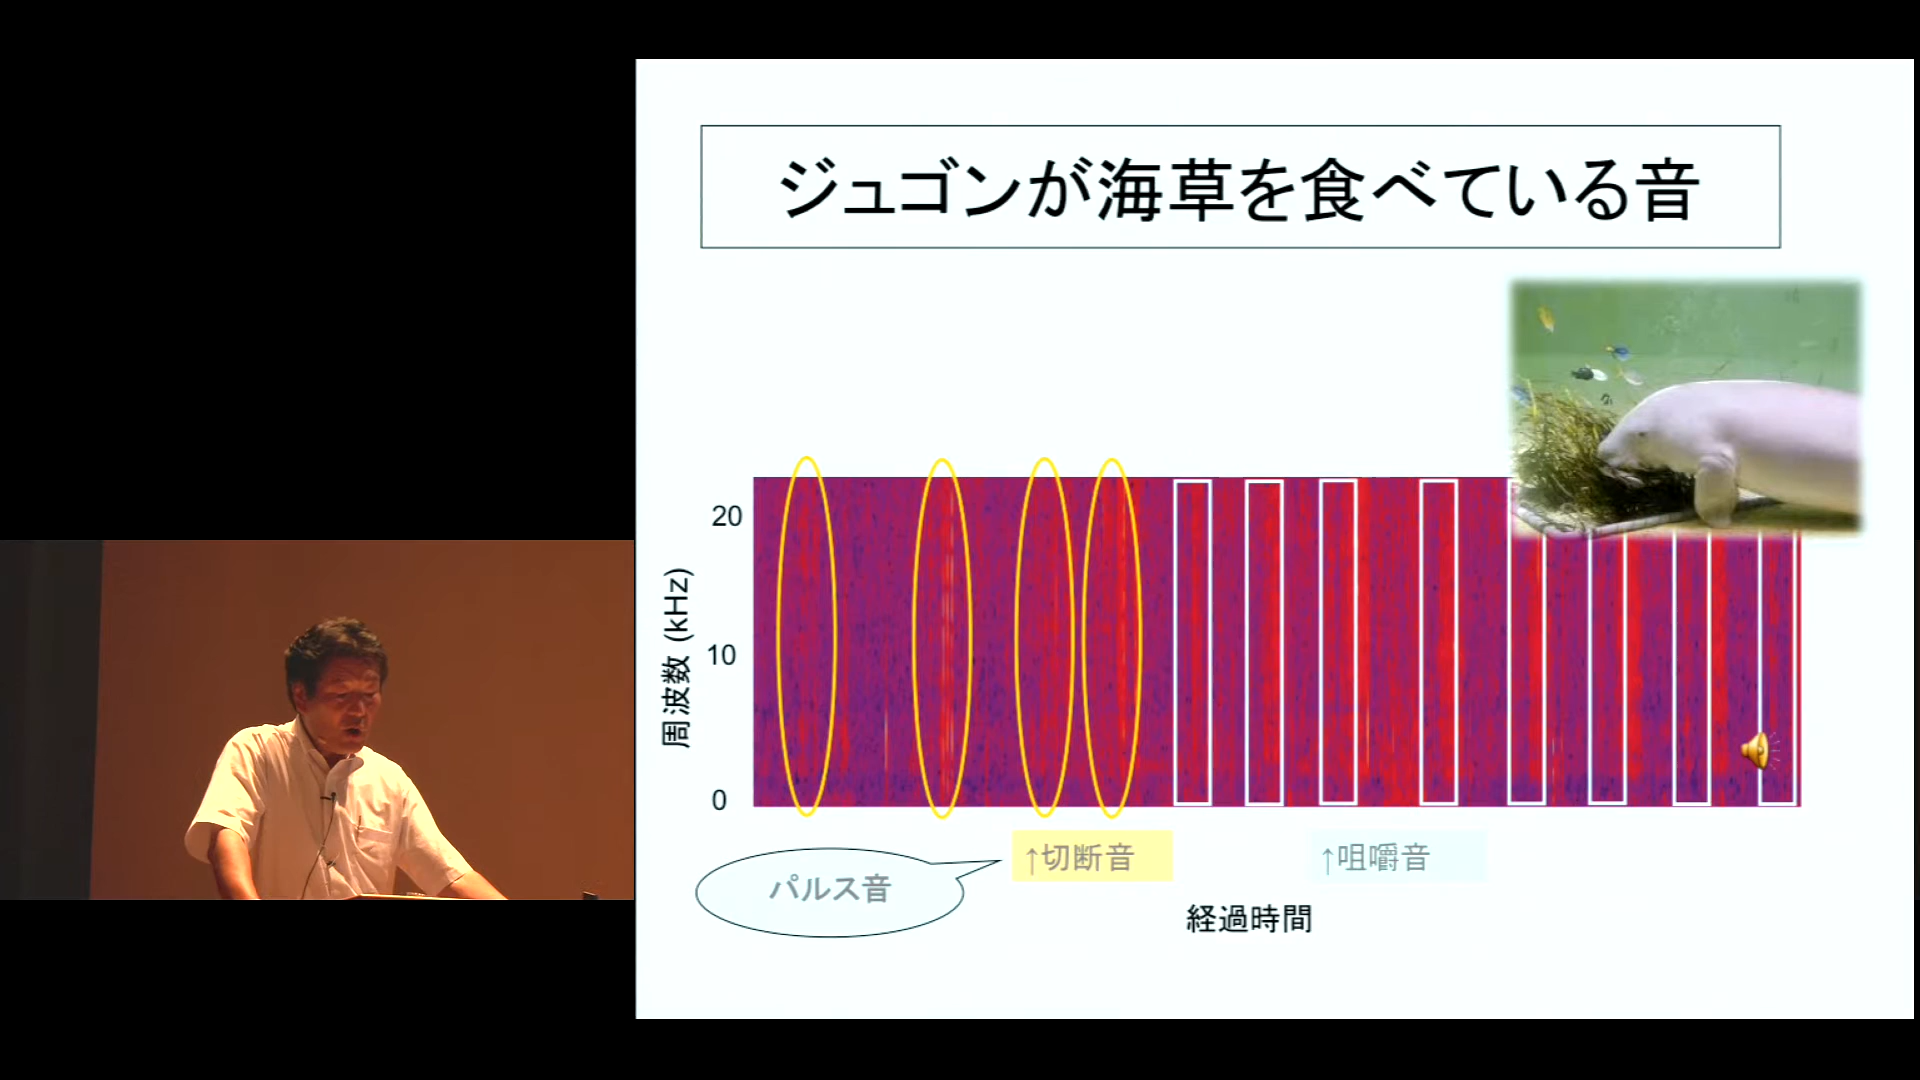 ジュゴンが海草を食べている音
20
10
0
周波数 (kHz)
↑切断音
↑咀嚼音
パルス音
経過時間